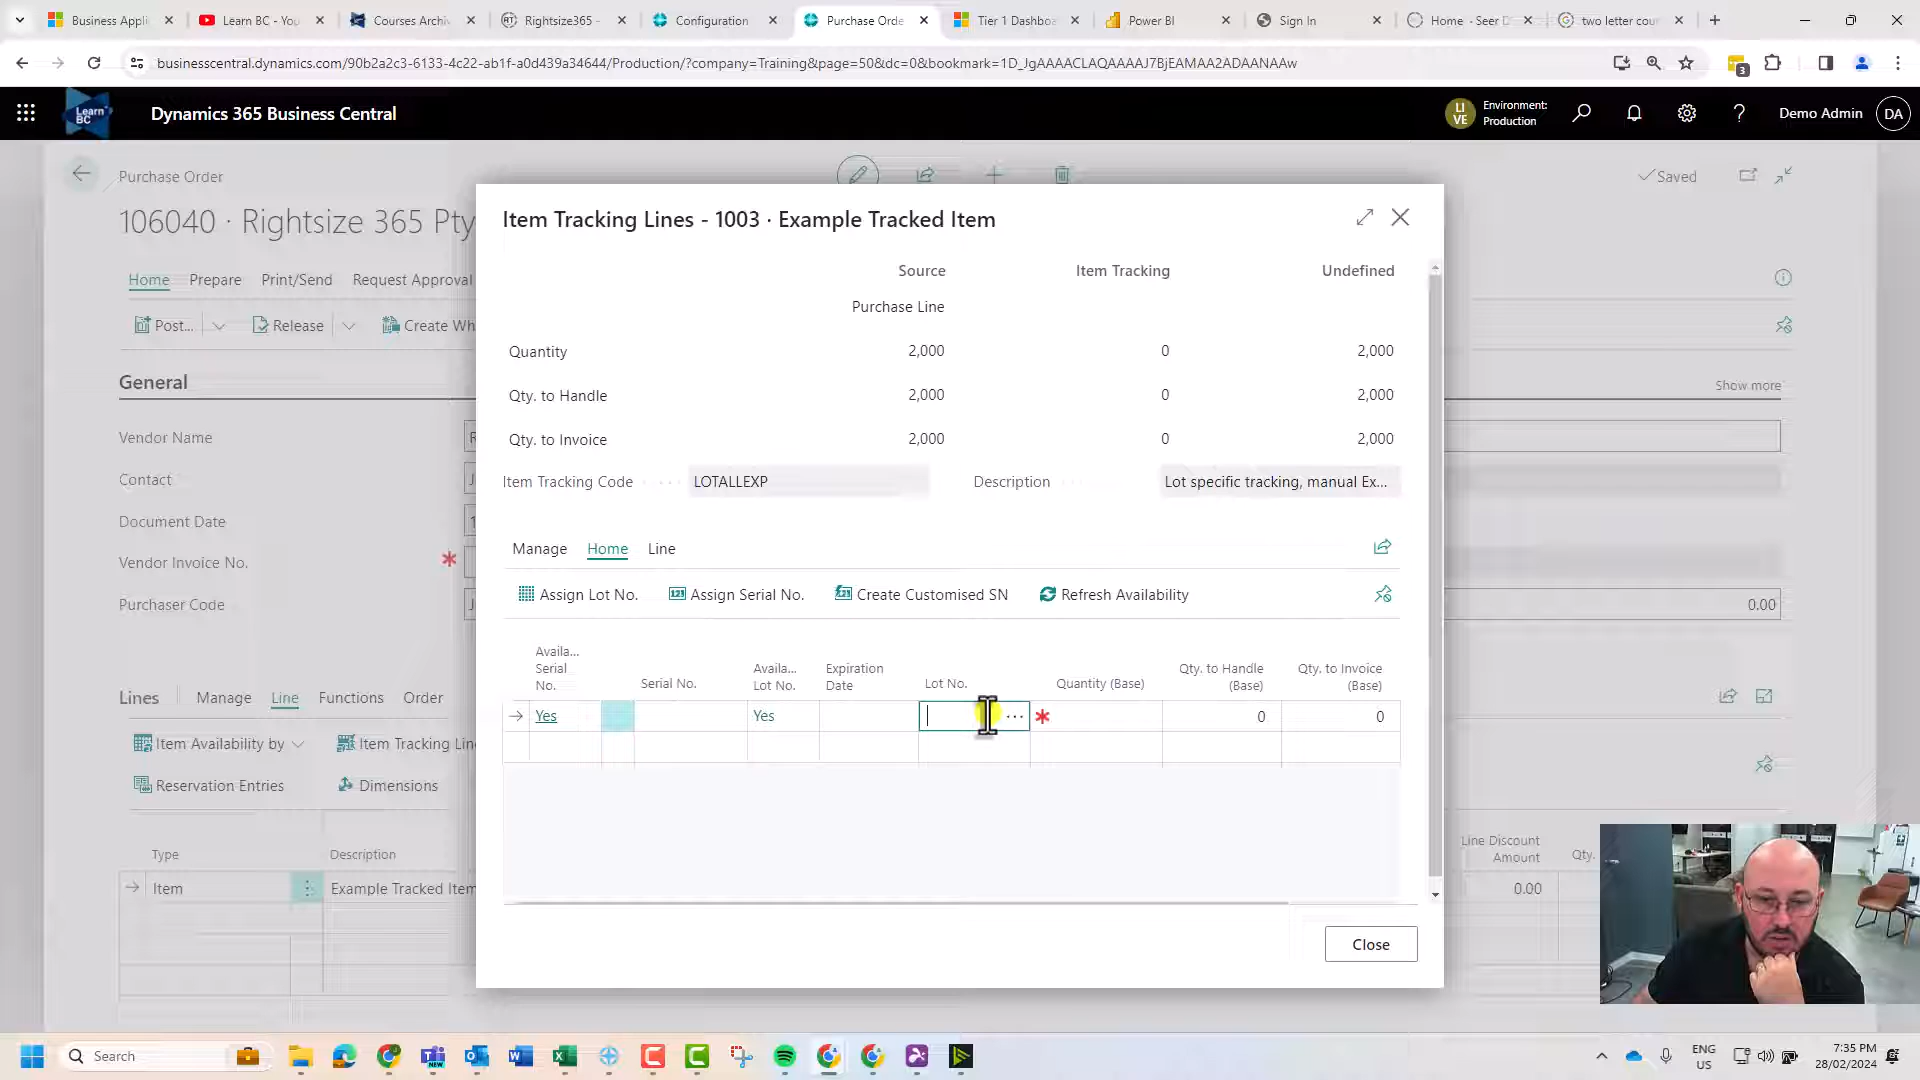 Business Appli
Learn BC - You
Courses Archiv
Rightsize365 -
Configuration
Purchase Orde
Tier 1 Dashboa
Power BI
Sign In
Home - Seer D
two letter cou
businesscentral.dynamics.com/90b2a2c3-6133-4c22-ab1f-a0d439a34644/Production/?company=Training&page=50&dc=0&bookmark=1D_JgAAAACLAQAAAAJ7BjEAMAA2ADAANAAw
3
Learn BC
Dynamics 365 Business Central
LI VE
Environment:
Production
Demo Admin
DA
Purchase Order
Saved
106040 · Rightsize 365 Pty
Home Prepare Print/Send Request Approval
Post... Release Create Wh
General
Show more
Vendor Name
Contact
Document Date
Vendor Invoice No.
Purchaser Code
0.00
Lines Manage Line Functions Order
Item Availability by Item Tracking Lin
Reservation Entries Dimensions
Type Description
Line Discount
Amount
Qty.
Item Example Tracked Item
0.00
Item Tracking Lines - 1003 · Example Tracked Item
Source Item Tracking Undefined
Purchase Line
Quantity 2,000 0 2,000
Qty. to Handle 2,000 0 2,000
Qty. to Invoice 2,000 0 2,000
Item Tracking Code LOTALLEXP Description Lot specific tracking, manual Ex...
Manage Home Line
Assign Lot No. Assign Serial No. Create Customised SN Refresh Availability
Availa...
Serial
No.
Serial No.
Availa...
Lot No.
Expiration
Date
Lot No.
Quantity (Base)
Qty. to Handle
(Base)
Qty. to Invoice
(Base)
Yes Yes 0 0
Close
Search
ENG
US
7:35 PM
28/02/2024